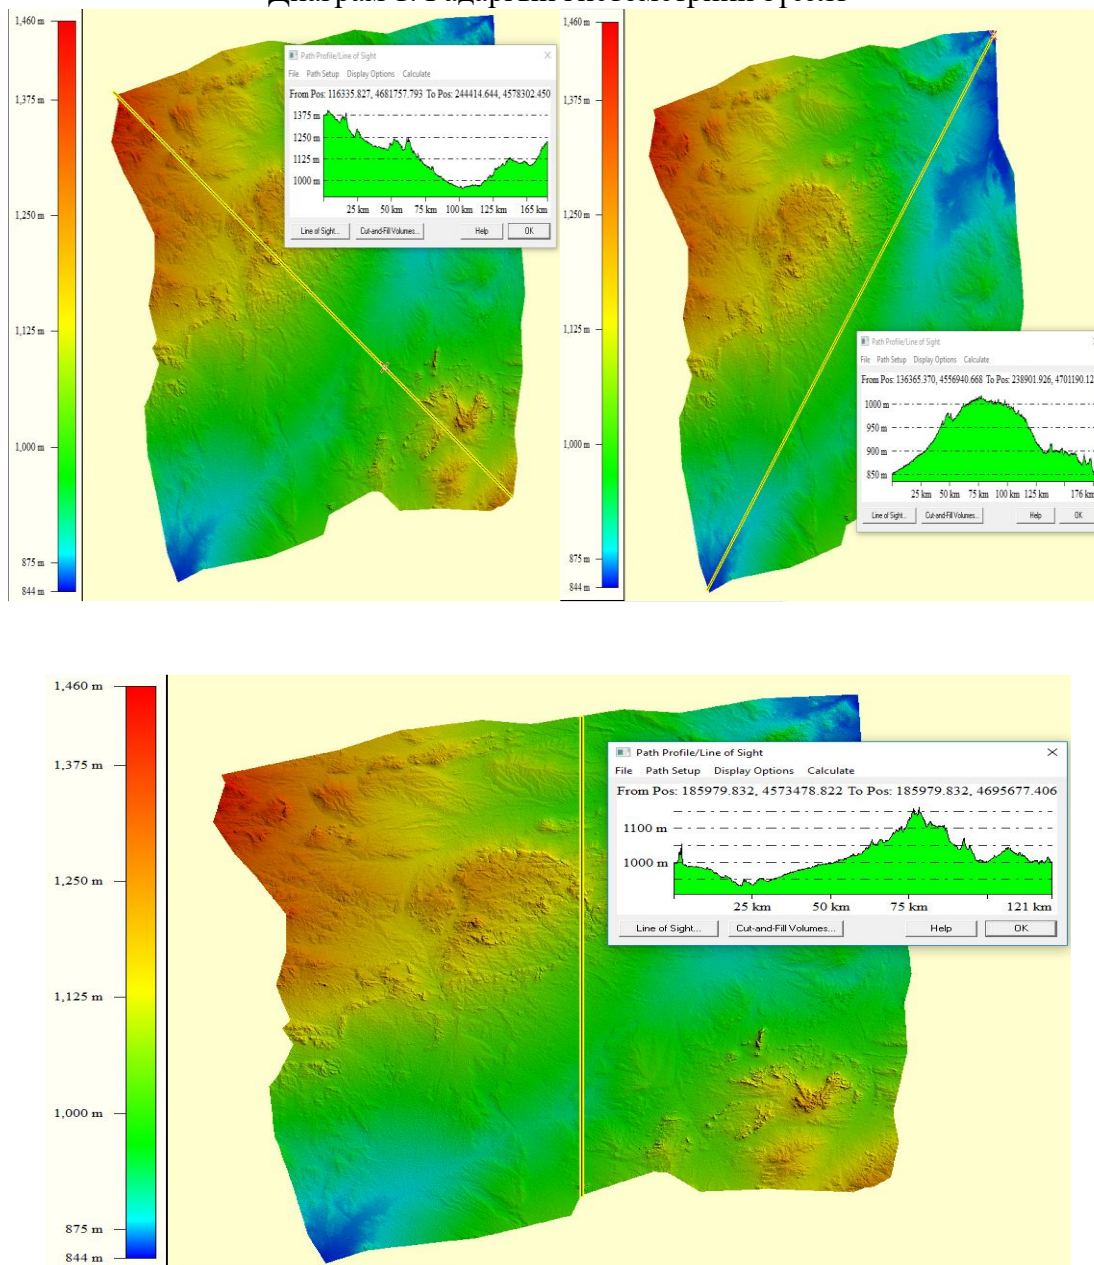 1,460 m
1,375 m
1,250 m
1,125 m
1,000 m
875 m
844 m
Path Profile/Line of Sight
File Path Setup Display Options Calculate
From Pos: 116335.827, 4681757.793 To Pos: 244414.644, 4578302.450
1375 m
1250 m
1125 m
1000 m
25 km 50 km 75 km 100 km 125 km 165 km
Line of Sight... Cut-and-Fill Volumes... Help OK
1,460 m
1,375 m
1,250 m
1,125 m
1,000 m
875 m
844 m
Path Profile/Line of Sight
File Path Setup Display Options Calculate
From Pos: 136365.370, 4556940.668 To Pos: 238901.926, 4701190.12
1000 m
950 m
900 m
850 m
25 km 50 km 75 km 100 km 125 km 176 km
Line of Sight... Cut-and-Fill Volumes... Help OK
1,460 m
1,375 m
1,250 m
1,125 m
1,000 m
875 m
844 m
Path Profile/Line of Sight
File Path Setup Display Options Calculate
From Pos: 185979.832, 4573478.822 To Pos: 185979.832, 4695677.406
1100 m
1000 m
25 km 50 km 75 km 121 km
Line of Sight... Cut-and-Fill Volumes... Help OK